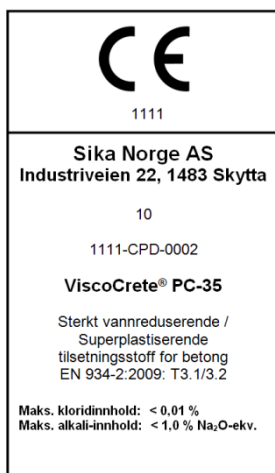 CE
1111
Sika Norge AS
Industriveien 22, 1483 Skytta
10
1111-CPD-0002
ViscoCrete® PC-35
Sterkt vannreduserende /
Superplastiserende
tilsetningsstoff for betong
EN 934-2:2009: T3.1/3.2
Maks. kloridinnhold: < 0,01 %
Maks. alkali-innhold: < 1,0 % Na₂O-ekv.